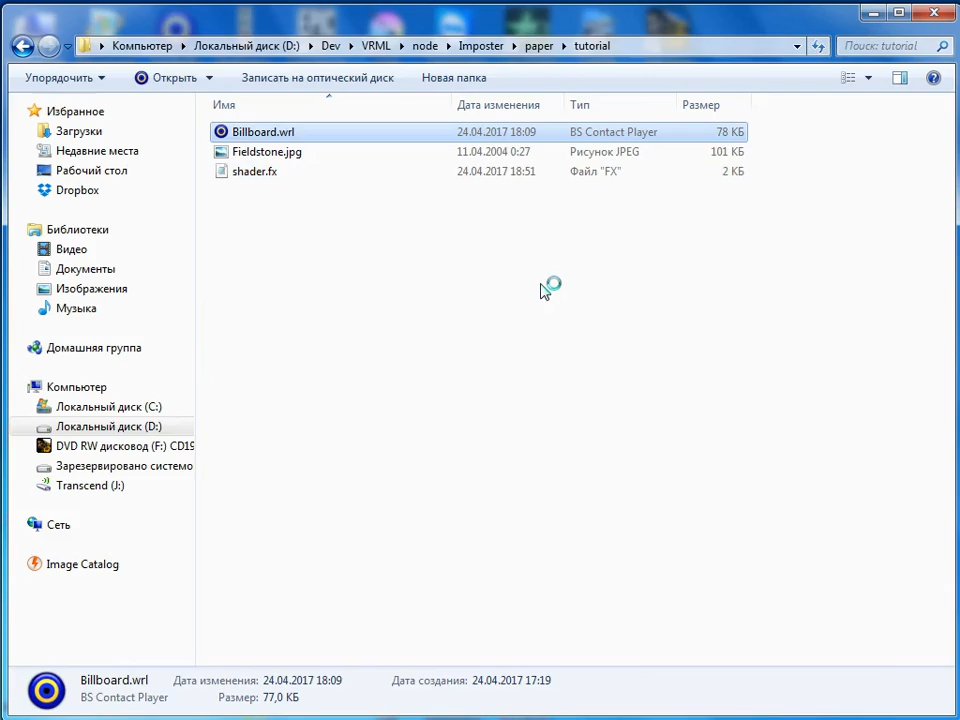 Компьютер Локальный диск (D:) Dev VRML node Imposter paper tutorial Поиск: tutorial
Упорядочить Открыть Записать на оптический диск Новая папка
Имя Дата изменения Тип Размер
Billboard.wrl 24.04.2017 18:09 BS Contact Player 78 КБ
Fieldstone.jpg 11.04.2004 0:27 Рисунок JPEG 101 КБ
shader.fx 24.04.2017 18:51 Файл "FX" 2 КБ
Избранное
Загрузки
Недавние места
Рабочий стол
Dropbox
Библиотеки
Видео
Документы
Изображения
Музыка
Домашняя группа
Компьютер
Локальный диск (C:)
Локальный диск (D:)
DVD RW дисковод (F:) CD19
Зарезервировано системо
Transcend (J:)
Сеть
Image Catalog
Billboard.wrl Дата изменения: 24.04.2017 18:09 Дата создания: 24.04.2017 17:19
BS Contact Player Размер: 77,0 КБ